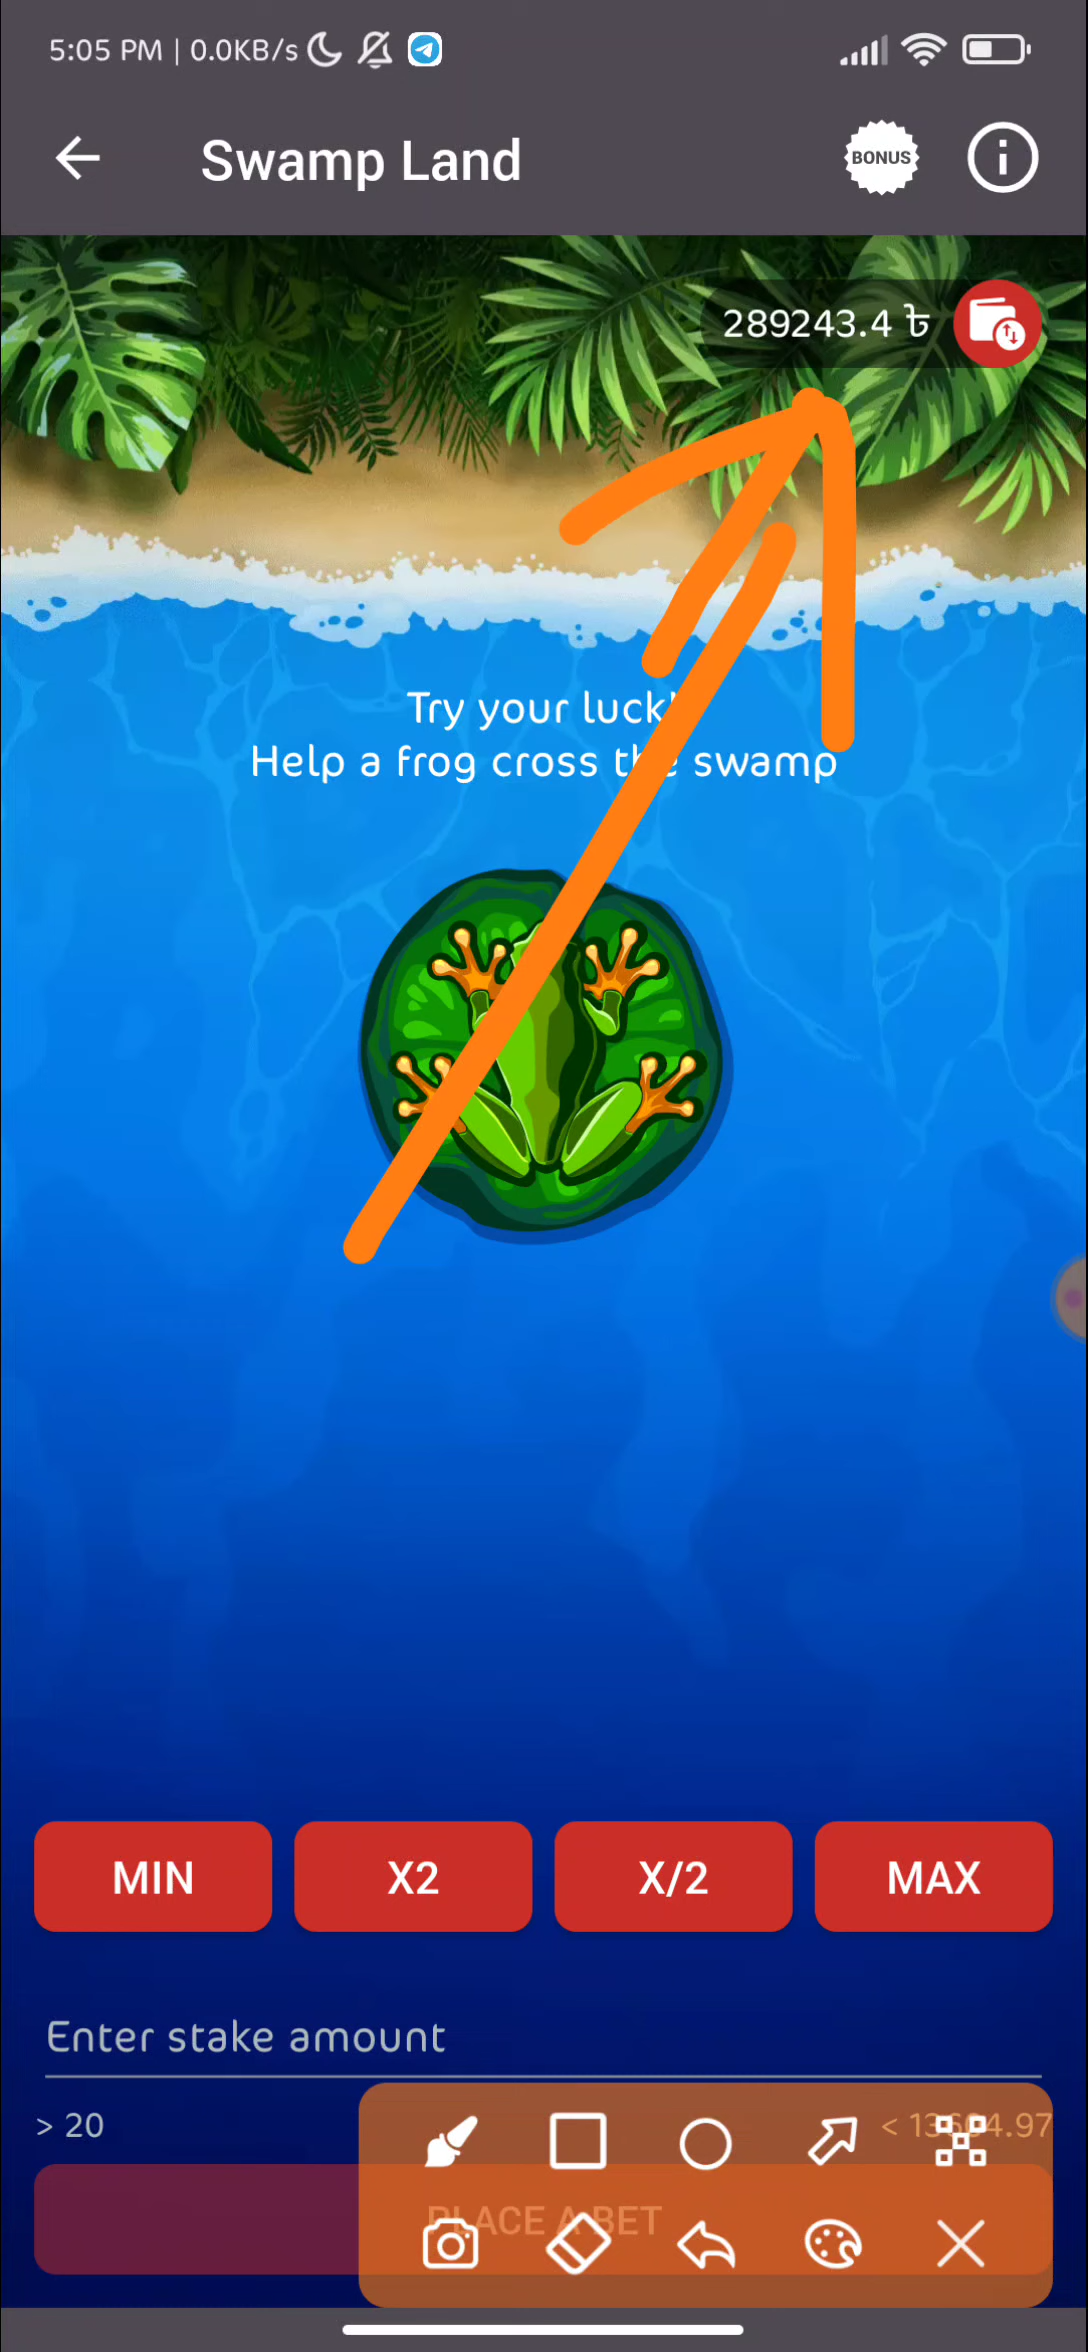 5:05 PM | 0.0KB/s
Swamp Land
BONUS
289243.4 ৳
Try your luck!
Help a frog cross the swamp
MIN
X2
X/2
MAX
Enter stake amount
> 20
PLACE A BET